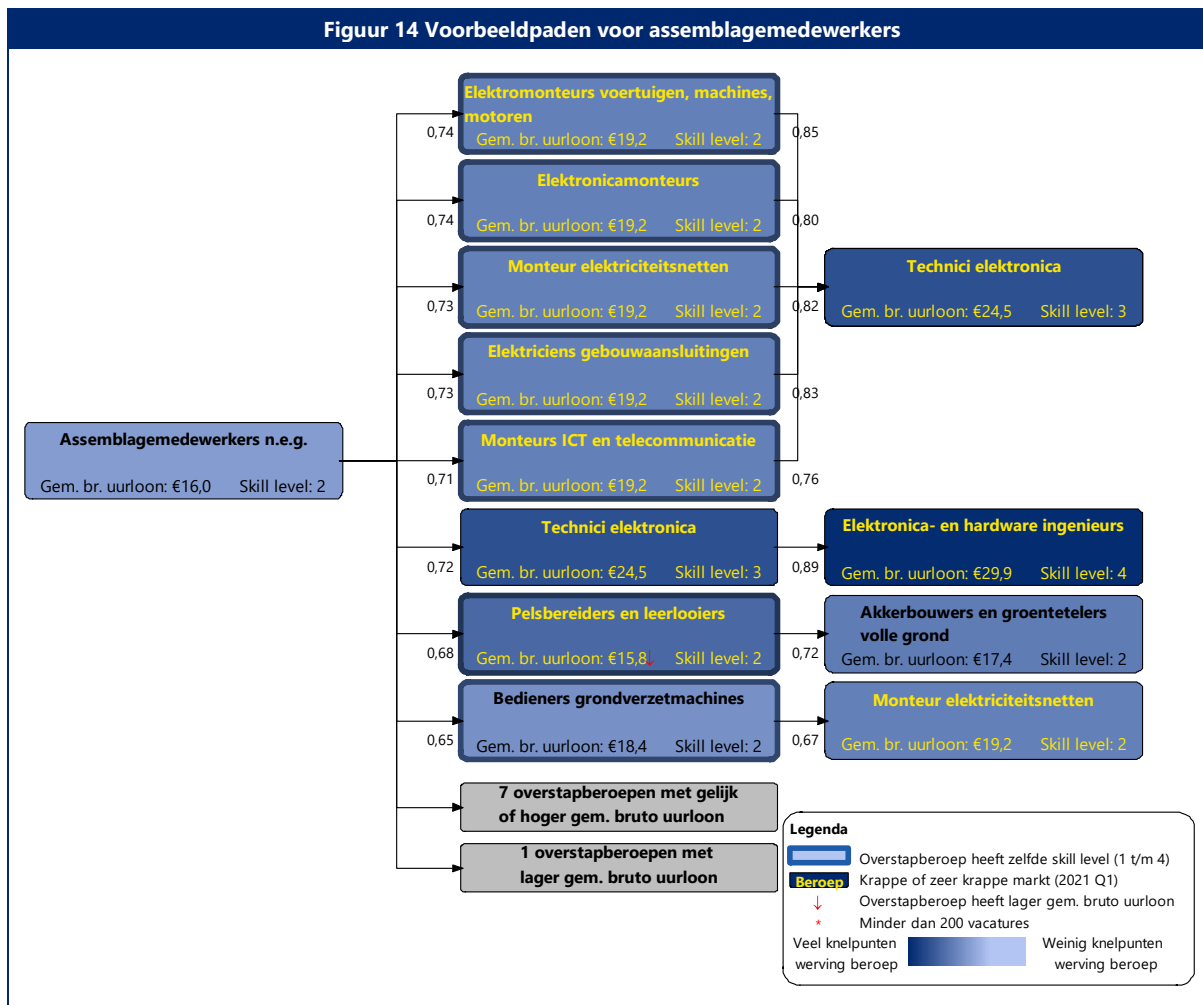 Figuur 14 Voorbeeldpaden voor assemblagemedewerkers
Assemblagemedewerkers n.e.g.
Gem. br. uurloon: €16,0 Skill level: 2
0,74
Elektromonteurs voertuigen, machines,
motoren
Gem. br. uurloon: €19,2 Skill level: 2
0,85
0,74
Elektronicamonteurs
Gem. br. uurloon: €19,2 Skill level: 2
0,80
0,73
Monteur elektriciteitsnetten
Gem. br. uurloon: €19,2 Skill level: 2
0,82
Technici elektronica
Gem. br. uurloon: €24,5 Skill level: 3
0,73
Elektriciens gebouwaansluitingen
Gem. br. uurloon: €19,2 Skill level: 2
0,83
0,71
Monteurs ICT en telecommunicatie
Gem. br. uurloon: €19,2 Skill level: 2
0,76
0,72
Technici elektronica
Gem. br. uurloon: €24,5 Skill level: 3
0,89
Elektronica- en hardware ingenieurs
Gem. br. uurloon: €29,9 Skill level: 4
0,68
Pelsbereiders en leerlooiers
Gem. br. uurloon: €15,8↓ Skill level: 2
0,72
Akkerbouwers en groentetelers
volle grond
Gem. br. uurloon: €17,4 Skill level: 2
0,65
Bedieners grondverzetmachines
Gem. br. uurloon: €18,4 Skill level: 2
0,67
Monteur elektriciteitsnetten
Gem. br. uurloon: €19,2 Skill level: 2
7 overstapberoepen met gelijk
of hoger gem. bruto uurloon
1 overstapberoepen met
lager gem. bruto uurloon
Legenda
Overstapberoep heeft zelfde skill level (1 t/m 4)
Beroep Krappe of zeer krappe markt (2021 Q1)
↓ Overstapberoep heeft lager gem. bruto uurloon
* Minder dan 200 vacatures
Veel knelpunten
werving beroep
Weinig knelpunten
werving beroep